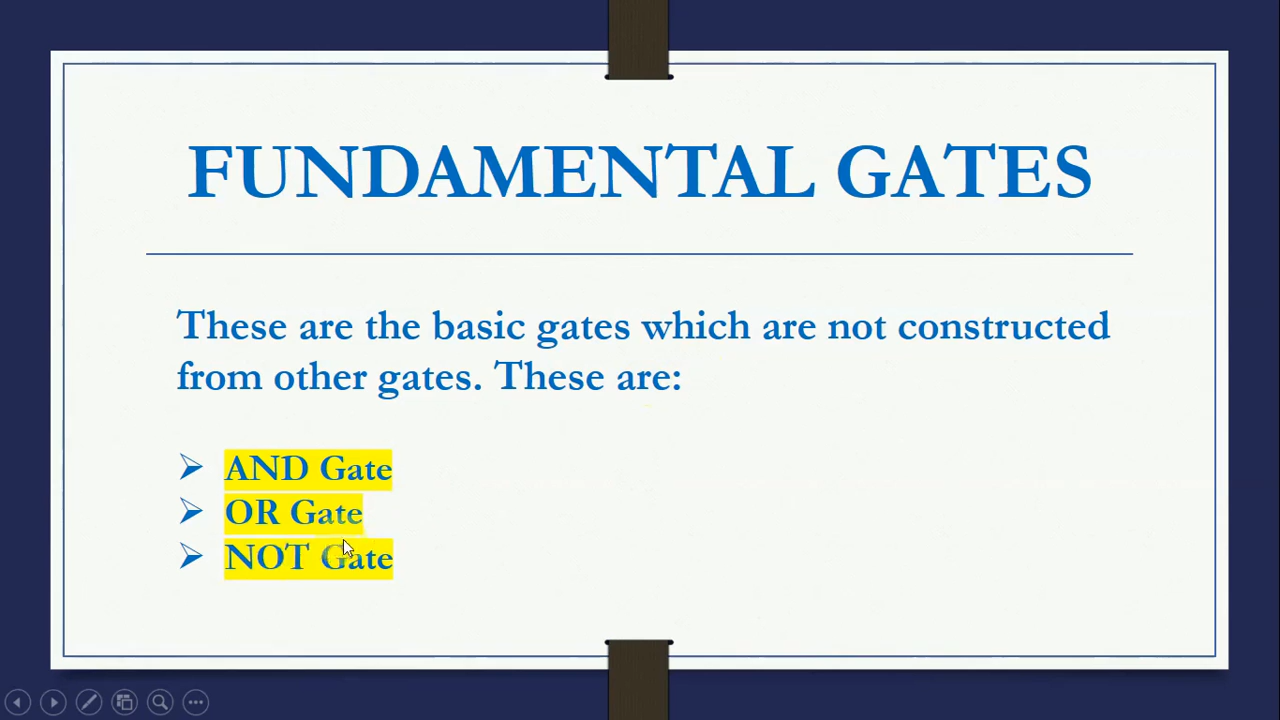 FUNDAMENTAL GATES
These are the basic gates which are not constructed
from other gates. These are:
AND Gate
OR Gate
NOT Gate